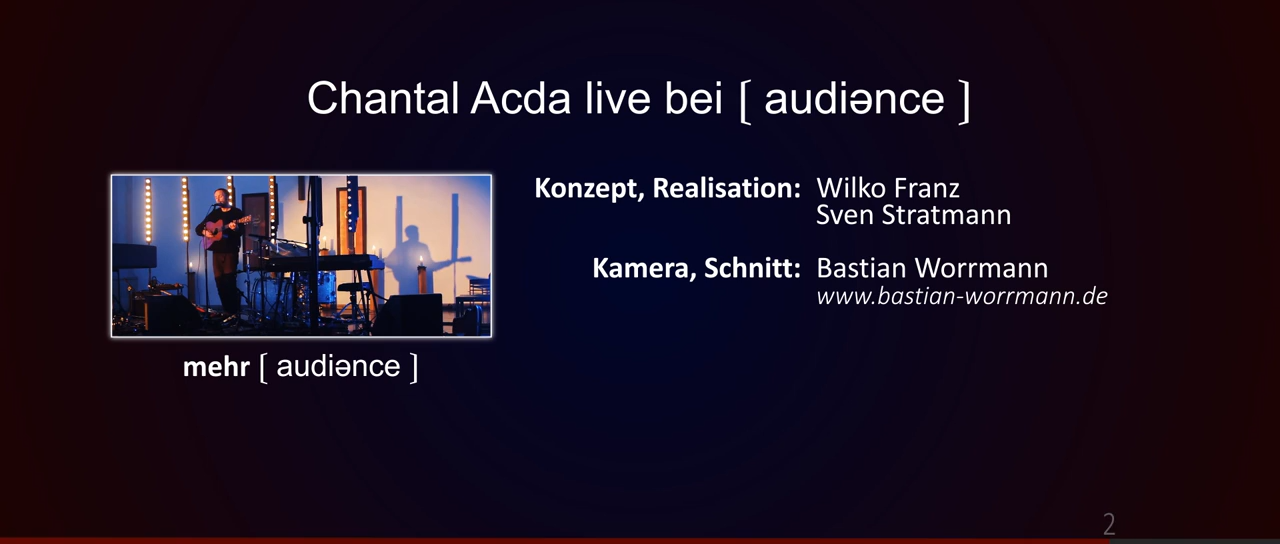 Chantal Acda live bei [ audiənce ]
Konzept, Realisation: Wilko Franz
Sven Stratmann
Kamera, Schnitt: Bastian Worrmann
www.bastian-worrmann.de
mehr [ audiənce ]
2